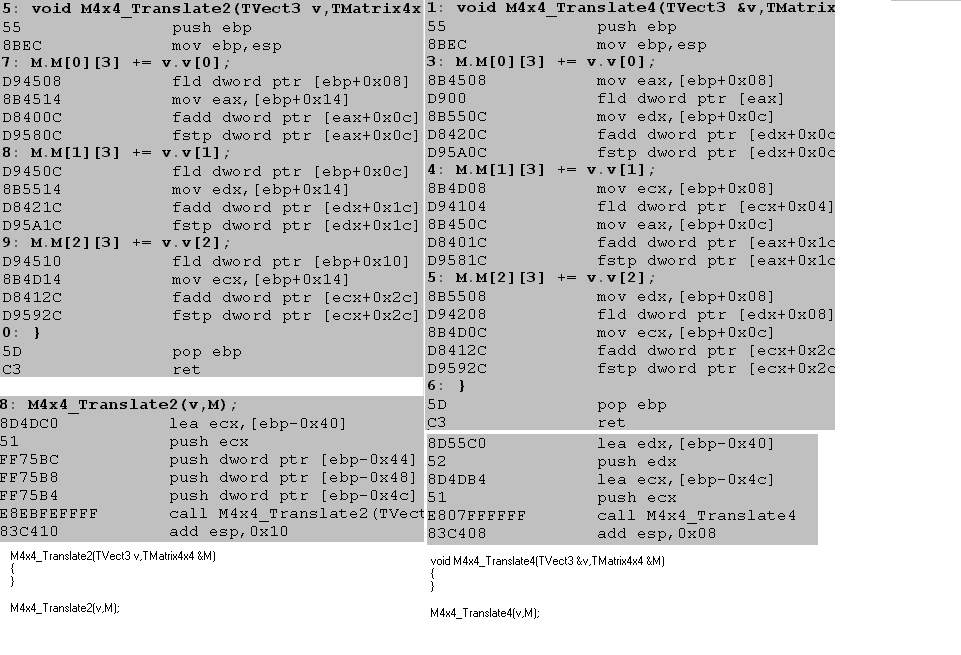 5: void M4x4_Translate2(TVect3 v,TMatrix4x
55 push ebp
8BEC mov ebp,esp
7: M.M[0][3] += v.v[0];
D94508 fld dword ptr [ebp+0x08]
8B4514 mov eax,[ebp+0x14]
D8400C fadd dword ptr [eax+0x0c]
D9580C fstp dword ptr [eax+0x0c]
8: M.M[1][3] += v.v[1];
D9450C fld dword ptr [ebp+0x0c]
8B5514 mov edx,[ebp+0x14]
D8421C fadd dword ptr [edx+0x1c]
D95A1C fstp dword ptr [edx+0x1c]
9: M.M[2][3] += v.v[2];
D94510 fld dword ptr [ebp+0x10]
8B4D14 mov ecx,[ebp+0x14]
D8412C fadd dword ptr [ecx+0x2c]
D9592C fstp dword ptr [ecx+0x2c]
0: }
5D pop ebp
C3 ret
8: M4x4_Translate2(v,M);
8D4DC0 lea ecx,[ebp-0x40]
51 push ecx
FF75BC push dword ptr [ebp-0x44]
FF75B8 push dword ptr [ebp-0x48]
FF75B4 push dword ptr [ebp-0x4c]
E8EBFEFFFF call M4x4_Translate2(TVect
83C410 add esp,0x10
M4x4_Translate2(TVect3 v,TMatrix4x4 &M)
{
}
M4x4_Translate2(v,M);
1: void M4x4_Translate4(TVect3 &v,TMatrix
55 push ebp
8BEC mov ebp,esp
3: M.M[0][3] += v.v[0];
8B4508 mov eax,[ebp+0x08]
D900 fld dword ptr [eax]
8B550C mov edx,[ebp+0x0c]
D8420C fadd dword ptr [edx+0x0c
D95A0C fstp dword ptr [edx+0x0c
4: M.M[1][3] += v.v[1];
8B4D08 mov ecx,[ebp+0x08]
D94104 fld dword ptr [ecx+0x04]
8B450C mov eax,[ebp+0x0c]
D8401C fadd dword ptr [eax+0x1c
D9581C fstp dword ptr [eax+0x1c
5: M.M[2][3] += v.v[2];
8B5508 mov edx,[ebp+0x08]
D94208 fld dword ptr [edx+0x08]
8B4D0C mov ecx,[ebp+0x0c]
D8412C fadd dword ptr [ecx+0x2c
D9592C fstp dword ptr [ecx+0x2c
6: }
5D pop ebp
C3 ret
8D55C0 lea edx,[ebp-0x40]
52 push edx
8D4DB4 lea ecx,[ebp-0x4c]
51 push ecx
E807FFFFFF call M4x4_Translate4
83C408 add esp,0x08
void M4x4_Translate4(TVect3 &v,TMatrix4x4 &M)
{
}
M4x4_Translate4(v,M);